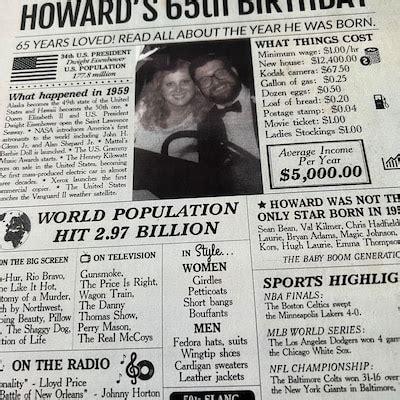 HOWARD'S 65th BIRTHDAY
65 YEARS LOVED! READ ALL ABOUT THE YEAR HE WAS BORN.
34th U.S. PRESIDENT
Dwight Eisenhower
U.S. POPULATION
177.8 million
What happened in 1959
Alaska becomes the 49th state of the United
States and Hawaii becomes the 50th one.
Queen Elizabeth II and U.S. President
Dwight Eisenhower open the Saint Lawrence
Seaway. • NASA introduces America's first
astronauts to the world including John H.
Glenn Jr. and Alan Shepard Jr. • Mattel's
Barbie Doll is launched. • The U.S. Grammy
Music Awards starts. • The Henney Kilowatt
goes on sale in the United States, becoming
the first mass-produced electric car in almost
three decades. • Xerox launches the first
commercial copier. • The United States
launches the Vanguard II weather satellite.
WHAT THINGS COST
Minimum wage: $1.00/hr
New house: $12,400.00
Kodak camera: $67.50
Gallon of gas: $0.25
Dozen eggs: $0.50
Loaf of bread: $0.20
Postage stamp: $0.04
Movie ticket: $1.00
Ladies Stockings $1.00
Average Income
Per Year
$5,000.00
WORLD POPULATION
HIT 2.97 BILLION
HOWARD WAS NOT THE
ONLY STAR BORN IN 195
Sean Bean, Val Kilmer, Chris Hadfield
Laurie, Bryan Adams, Magic Johnson,
Kors, Hugh Laurie, Emma Thompson
THE BABY BOOM GENERATION
ON THE BIG SCREEN
-Hur, Rio Bravo,
e Like It Hot,
atomy of a Murder,
th by Northwest,
ping Beauty, Pillow
The Shaggy Dog,
tion of Life
ON TELEVISION
Gunsmoke,
The Price Is Right,
Wagon Train,
The Danny
Thomas Show,
Perry Mason,
The Real McCoys
In Style...
WOMEN
Girdles
Petticoats
Short bangs
Bouffants
MEN
Fedora hats, suits
Wingtip shoes
Cardigan sweaters
Leather jackets
SPORTS HIGHLIG
NBA FINALS:
The Boston Celtics swept
the Minneapolis Lakers 4-0.
MLB WORLD SERIES:
The Los Angeles Dodgers won 4 gam
the Chicago White Sox.
NFL CHAMPIONSHIP:
The Baltimore Colts won 31-16 over
the New York Giants in Baltimore
ON THE RADIO
onality" - Lloyd Price
Battle of New Orleans" - Johnny Horton
50's SLANG